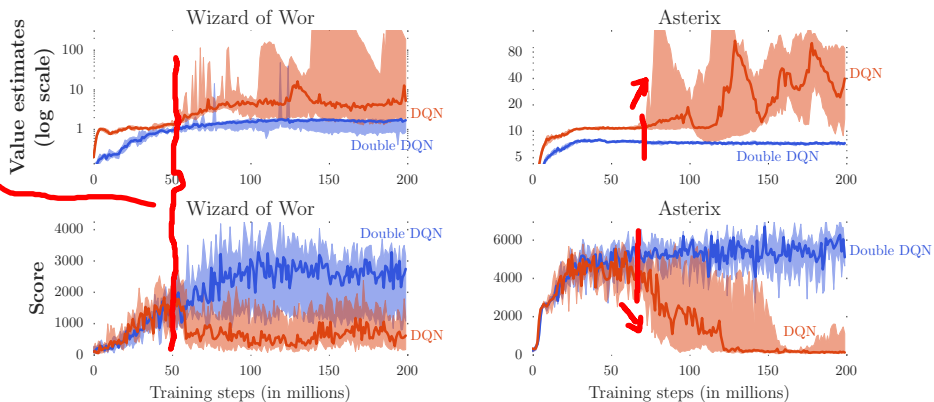 Wizard of Wor
Asterix
Value estimates
(log scale)
100
10
1
DQN
Double DQN
0 50 100 150 200
80
40
20
10
5
DQN
Double DQN
0 50 100 150 200
Wizard of Wor
Asterix
Score
4000
3000
2000
1000
0
Double DQN
DQN
0 50 100 150 200
Training steps (in millions)
6000
4000
2000
0
Double DQN
DQN
0 50 100 150 200
Training steps (in millions)